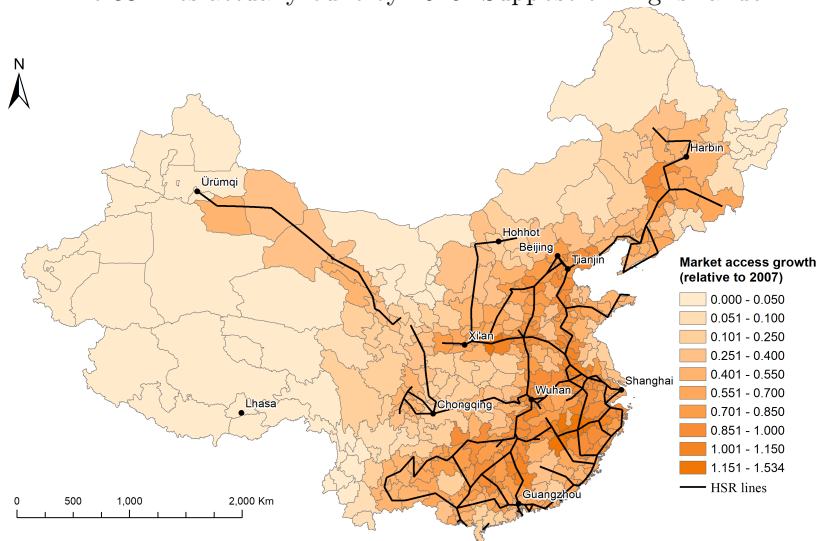 N
Harbin
Ürümqi
Hohhot
Beijing
Tianjin
Market access growth
(relative to 2007)
0.000 - 0.050
0.051 - 0.100
0.101 - 0.250
0.251 - 0.400
0.401 - 0.550
0.551 - 0.700
0.701 - 0.850
0.851 - 1.000
1.001 - 1.150
1.151 - 1.534
HSR lines
Xi'an
Shanghai
Wuhan
Chongqing
Lhasa
Guangzhou
0 500 1,000 2,000 Km